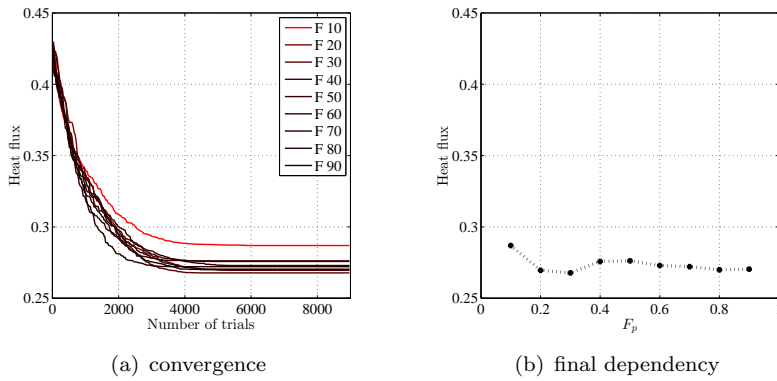 0.45
0.4
0.35
0.3
0.25
Heat flux
0
2000
4000
6000
8000
Number of trials
F 10
F 20
F 30
F 40
F 50
F 60
F 70
F 80
F 90
(a) convergence
0.45
0.4
0.35
0.3
0.25
Heat flux
0
0.2
0.4
0.6
0.8
F_p
(b) final dependency